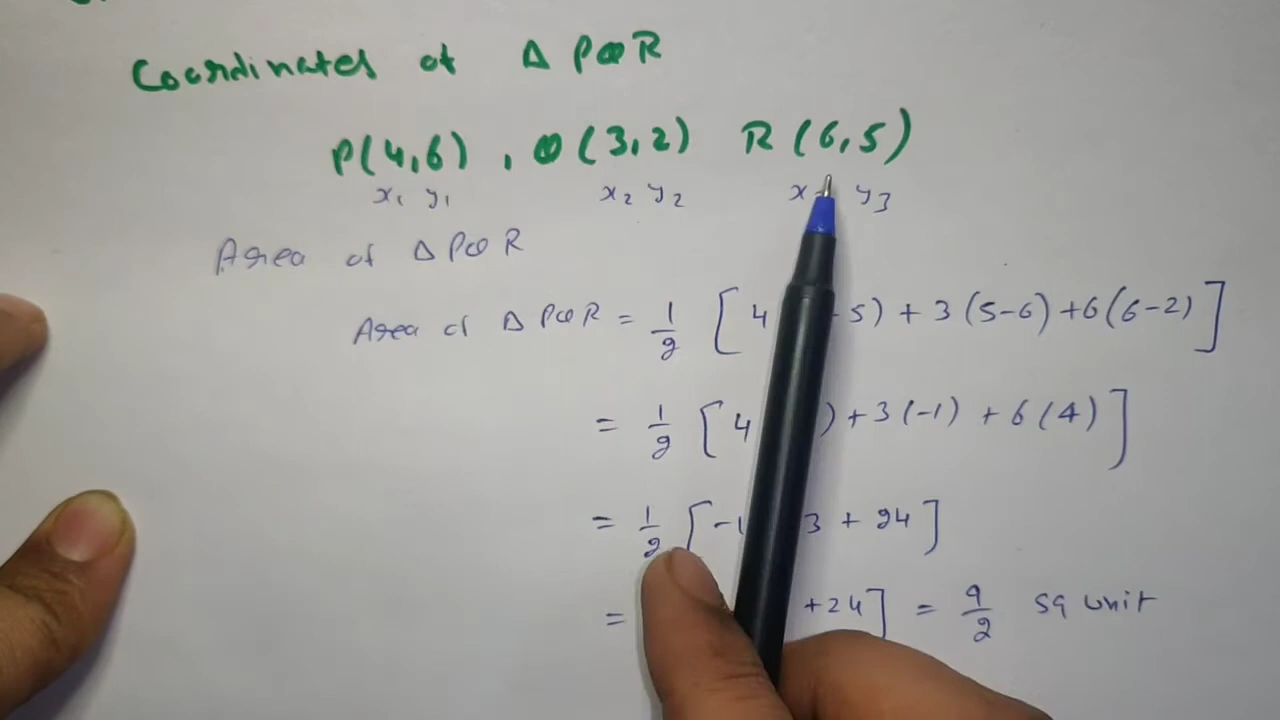 Coordinates of Δ PQR
P(4,6) , Q(3,2) R(6,5)
x₁ y₁ x₂ y₂ x y₃
Area of Δ PQR
Area of Δ PQR = 1/2 [ 4 5) + 3(5-6) +6(6-2)]
= 1/2 [ 4 ) +3(-1) + 6(4) ]
= 1/2 [ -1 3 + 24 ]
= +24] = 9/2 sq unit